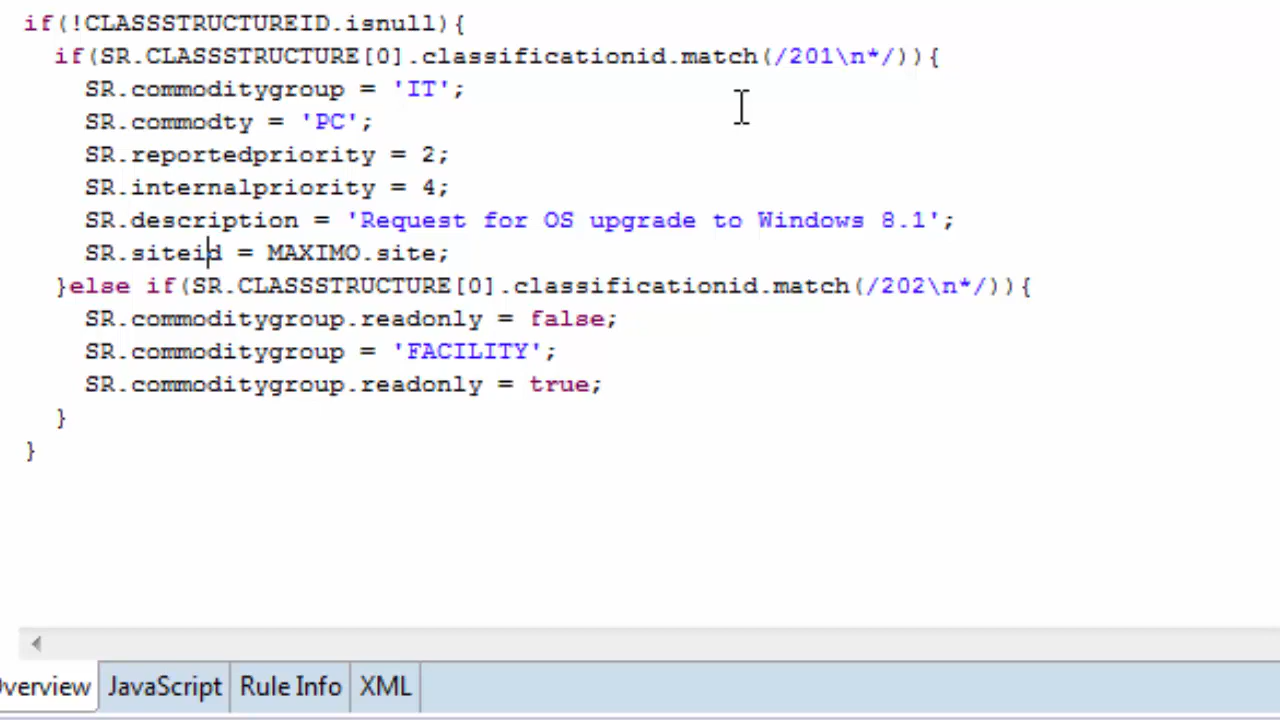 if(!CLASSSTRUCTUREID.isnull){
if(SR.CLASSSTRUCTURE[0].classificationid.match(/201\n*/)){
SR.commoditygroup = 'IT';
SR.commodty = 'PC';
SR.reportedpriority = 2;
SR.internalpriority = 4;
SR.description = 'Request for OS upgrade to Windows 8.1';
SR.siteid = MAXIMO.site;
}else if(SR.CLASSSTRUCTURE[0].classificationid.match(/202\n*/)){
SR.commoditygroup.readonly = false;
SR.commoditygroup = 'FACILITY';
SR.commoditygroup.readonly = true;
}
}
verview JavaScript Rule Info XML